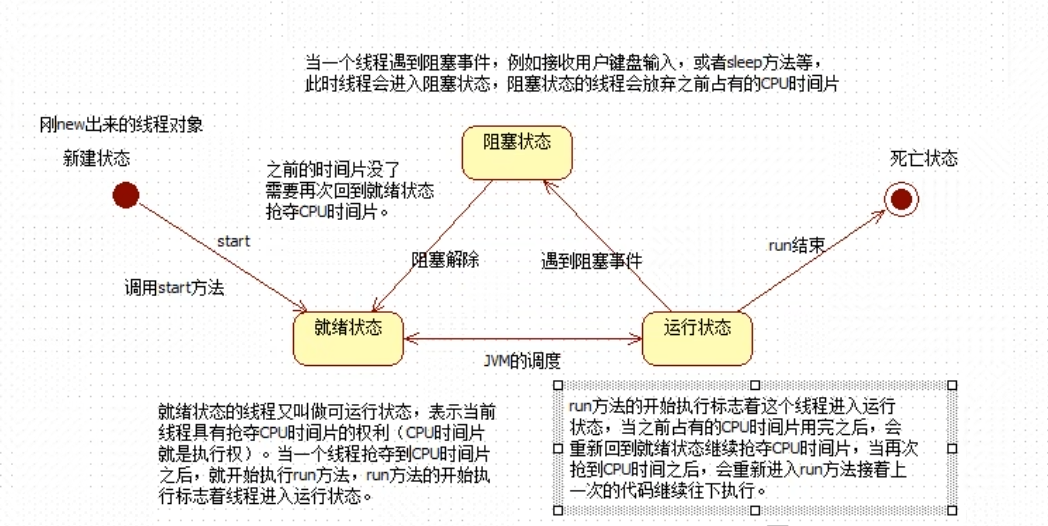 当一个线程遇到阻塞事件，例如接收用户键盘输入，或者sleep方法等，
此时线程会进入阻塞状态，阻塞状态的线程会放弃之前占有的CPU时间片
刚new出来的线程对象
新建状态
阻塞状态
死亡状态
之前的时间片没了
需要再次回到就绪状态
抢夺CPU时间片。
start
run结束
阻塞解除
遇到阻塞事件
调用start方法
就绪状态
运行状态
JVM的调度
就绪状态的线程又叫做可运行状态，表示当前
线程具有抢夺CPU时间片的权利（CPU时间片
就是执行权）。当一个线程抢夺到CPU时间片
之后，就开始执行run方法，run方法的开始执
行标志着线程进入运行状态。
run方法的开始执行标志着这个线程进入运行
状态，当之前占有的CPU时间片用完之后，会
重新回到就绪状态继续抢夺CPU时间片，当再次
抢到CPU时间之后，会重新进入run方法接着上
一次的代码继续往下执行。